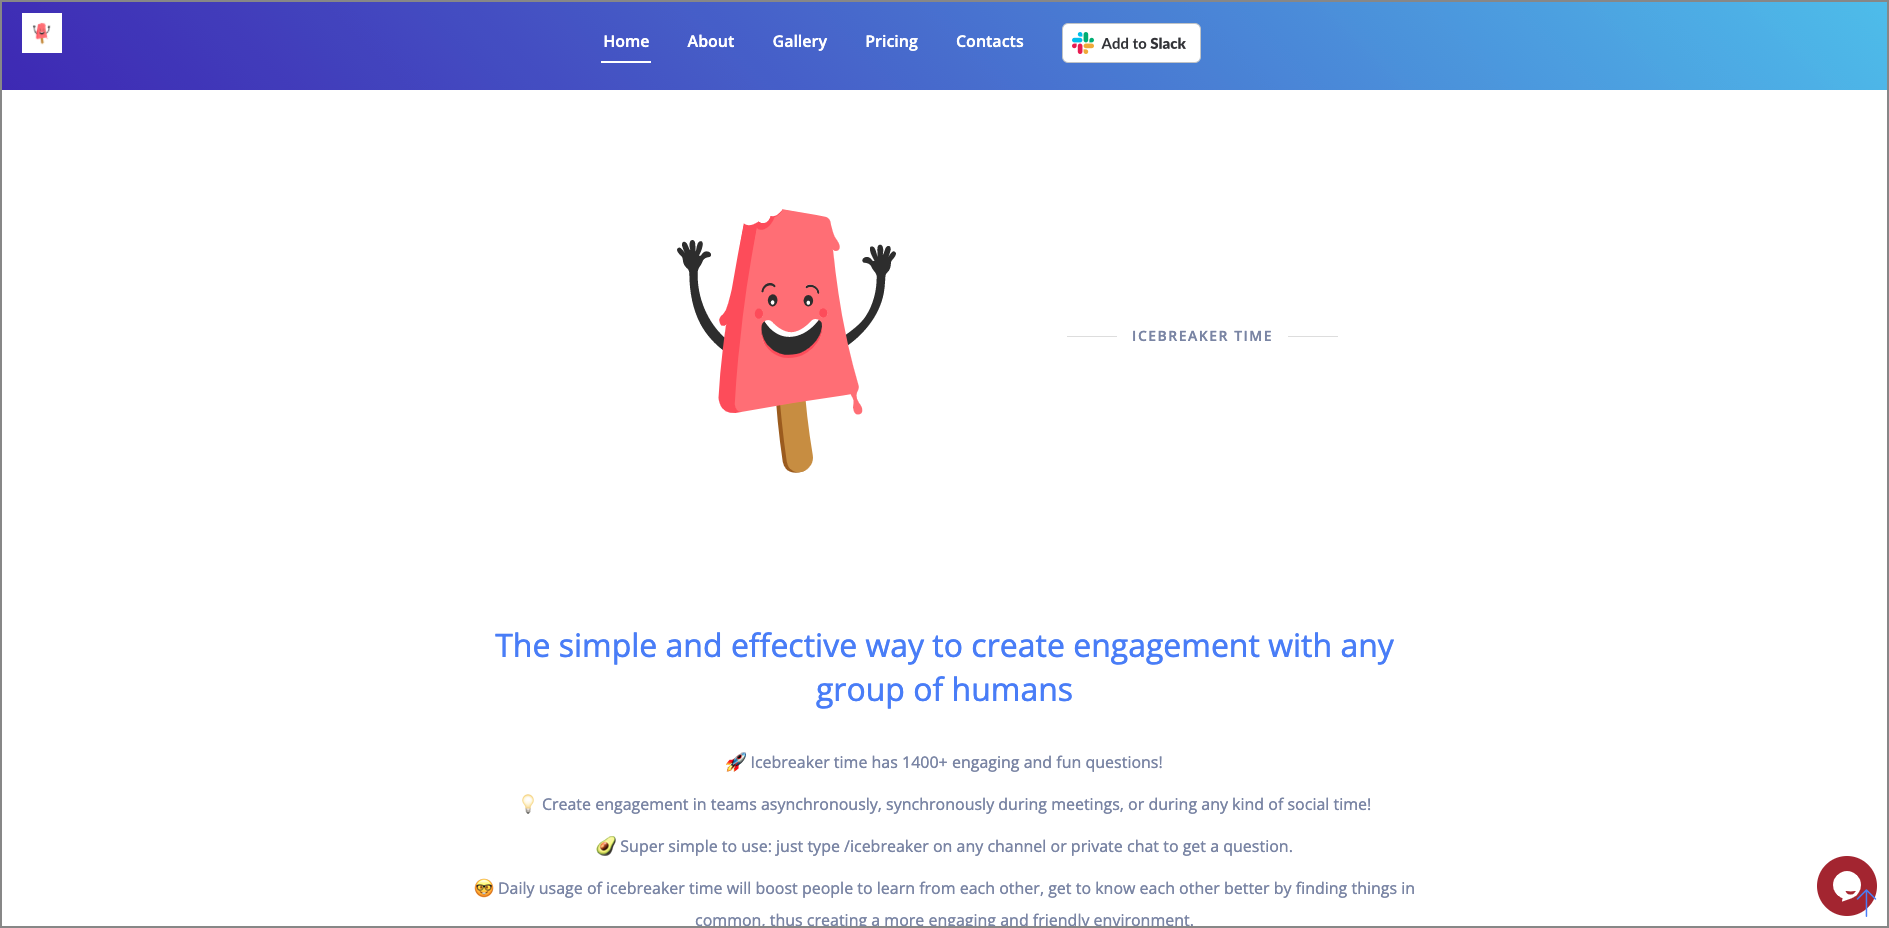 Home About Gallery Pricing Contacts Add to Slack
ICEBREAKER TIME
The simple and effective way to create engagement with any
group of humans
🚀 Icebreaker time has 1400+ engaging and fun questions!
💡 Create engagement in teams asynchronously, synchronously during meetings, or during any kind of social time!
🥑 Super simple to use: just type /icebreaker on any channel or private chat to get a question.
🤓 Daily usage of icebreaker time will boost people to learn from each other, get to know each other better by finding things in
common, thus creating a more engaging and friendly environment.